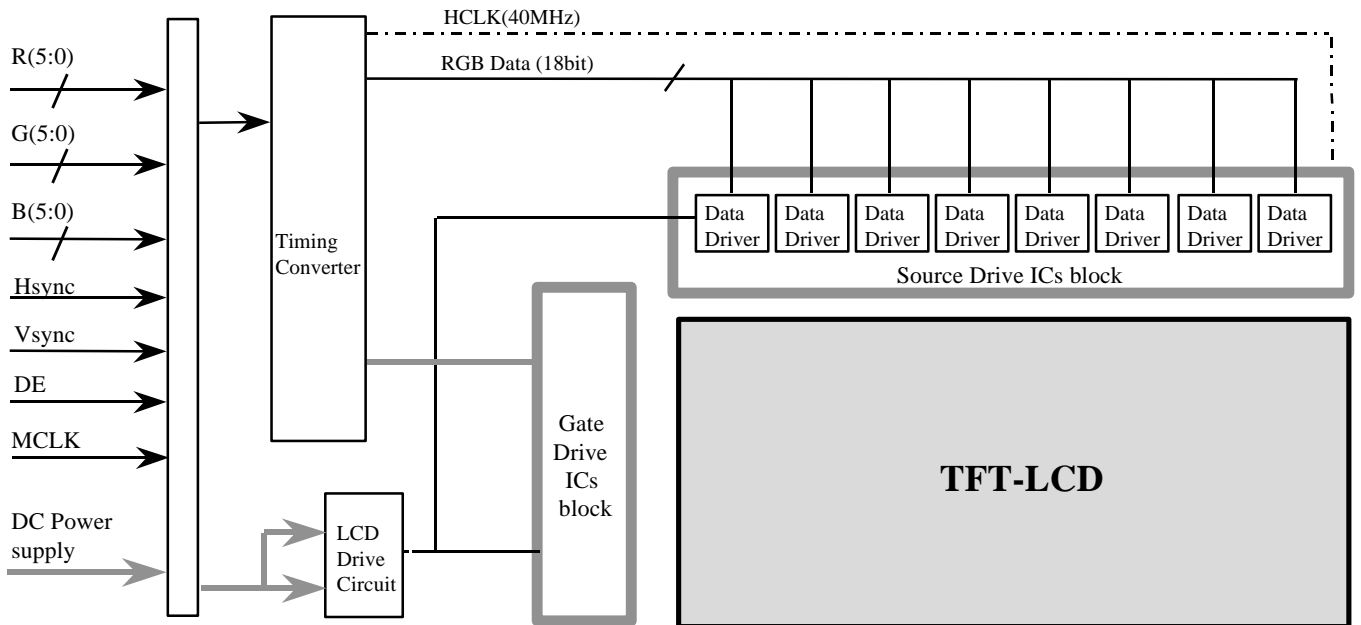 HCLK(40MHz)
RGB Data (18bit)
R(5:0)
G(5:0)
B(5:0)
Hsync
Vsync
DE
MCLK
DC Power
supply
Timing
Converter
LCD
Drive
Circuit
Gate
Drive
ICs
block
Data
Driver
Data
Driver
Data
Driver
Data
Driver
Data
Driver
Data
Driver
Data
Driver
Data
Driver
Source Drive ICs block
TFT-LCD